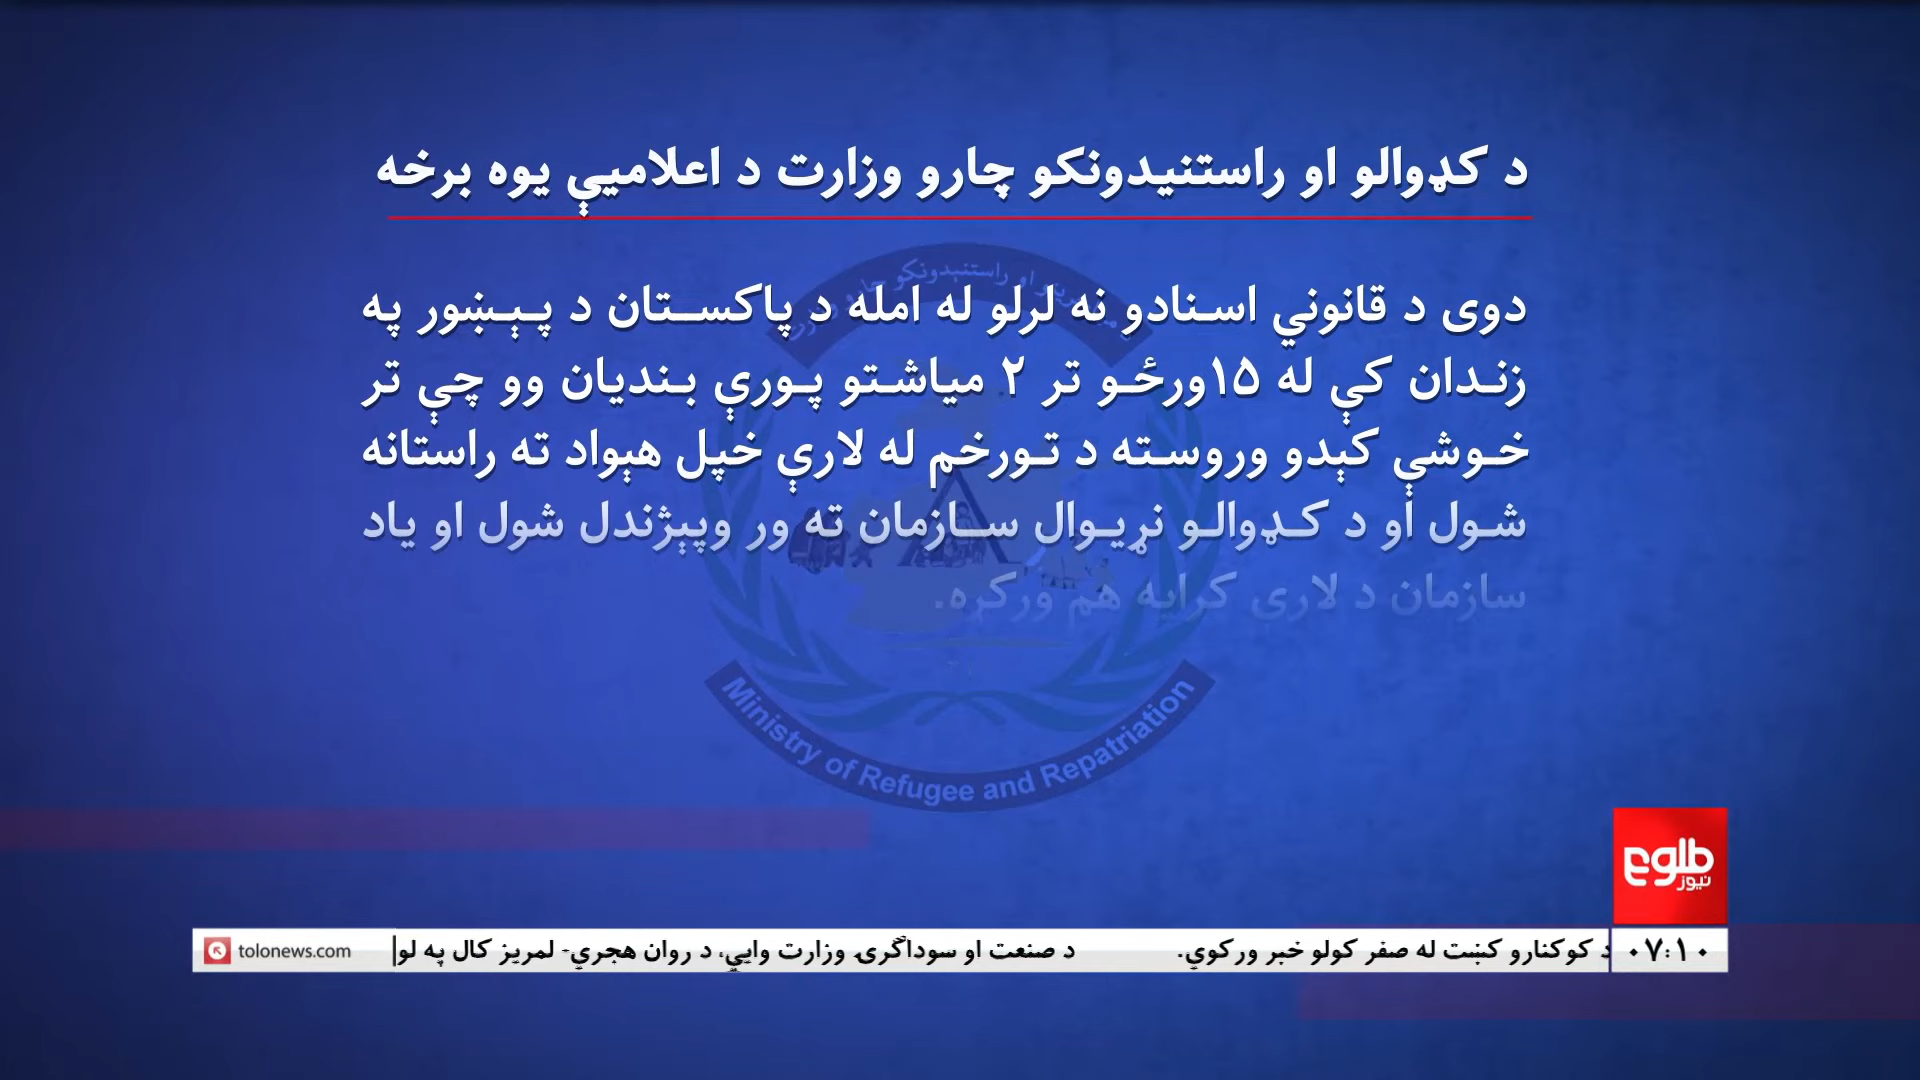 د کډوالو او راستنیدونکو چارو وزارت د اعلامیې یوه برخه
دوی د قانوني اسنادو نه لرلو له امله د پاکستان د پېښور په
زندان کې له ۱۵ورځو تر ۲ میاشتو پورې بندیان وو چې تر
خوشې کېدو وروسته د تورخم له لارې خپل هېواد ته راستانه
شول او د کډوالو نړیوال سازمان ته ور وپېژندل شول او یاد
سازمان د لارې کرایه هم ورکړه.
Ministry of Refugee and Repatriation
طلوع
نیوز
د کوکنارو کښت له صفر کولو خبر ورکوي.
د صنعت او سوداګرۍ وزارت وايي، د روان هجري- لمریز کال په لو
۰۷:۱۰
tolonews.com